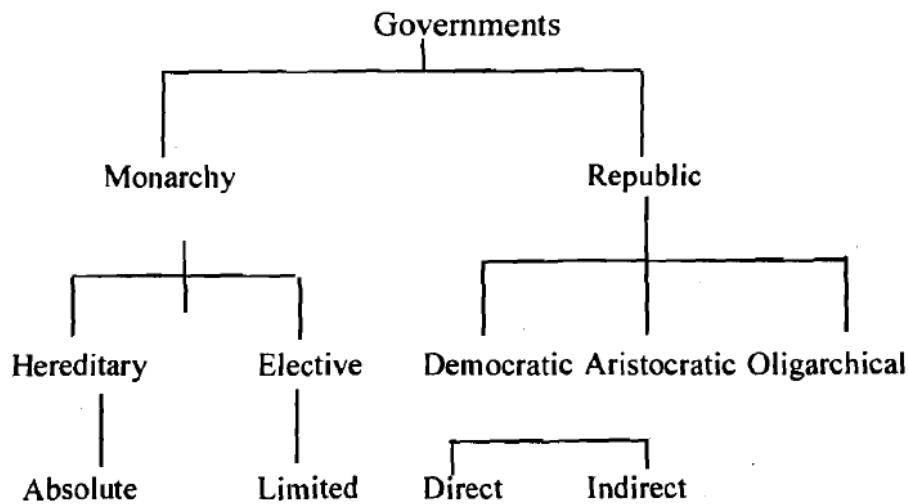 Governments
Monarchy Republic
Hereditary Elective Democratic Aristocratic Oligarchical
Absolute Limited Direct Indirect